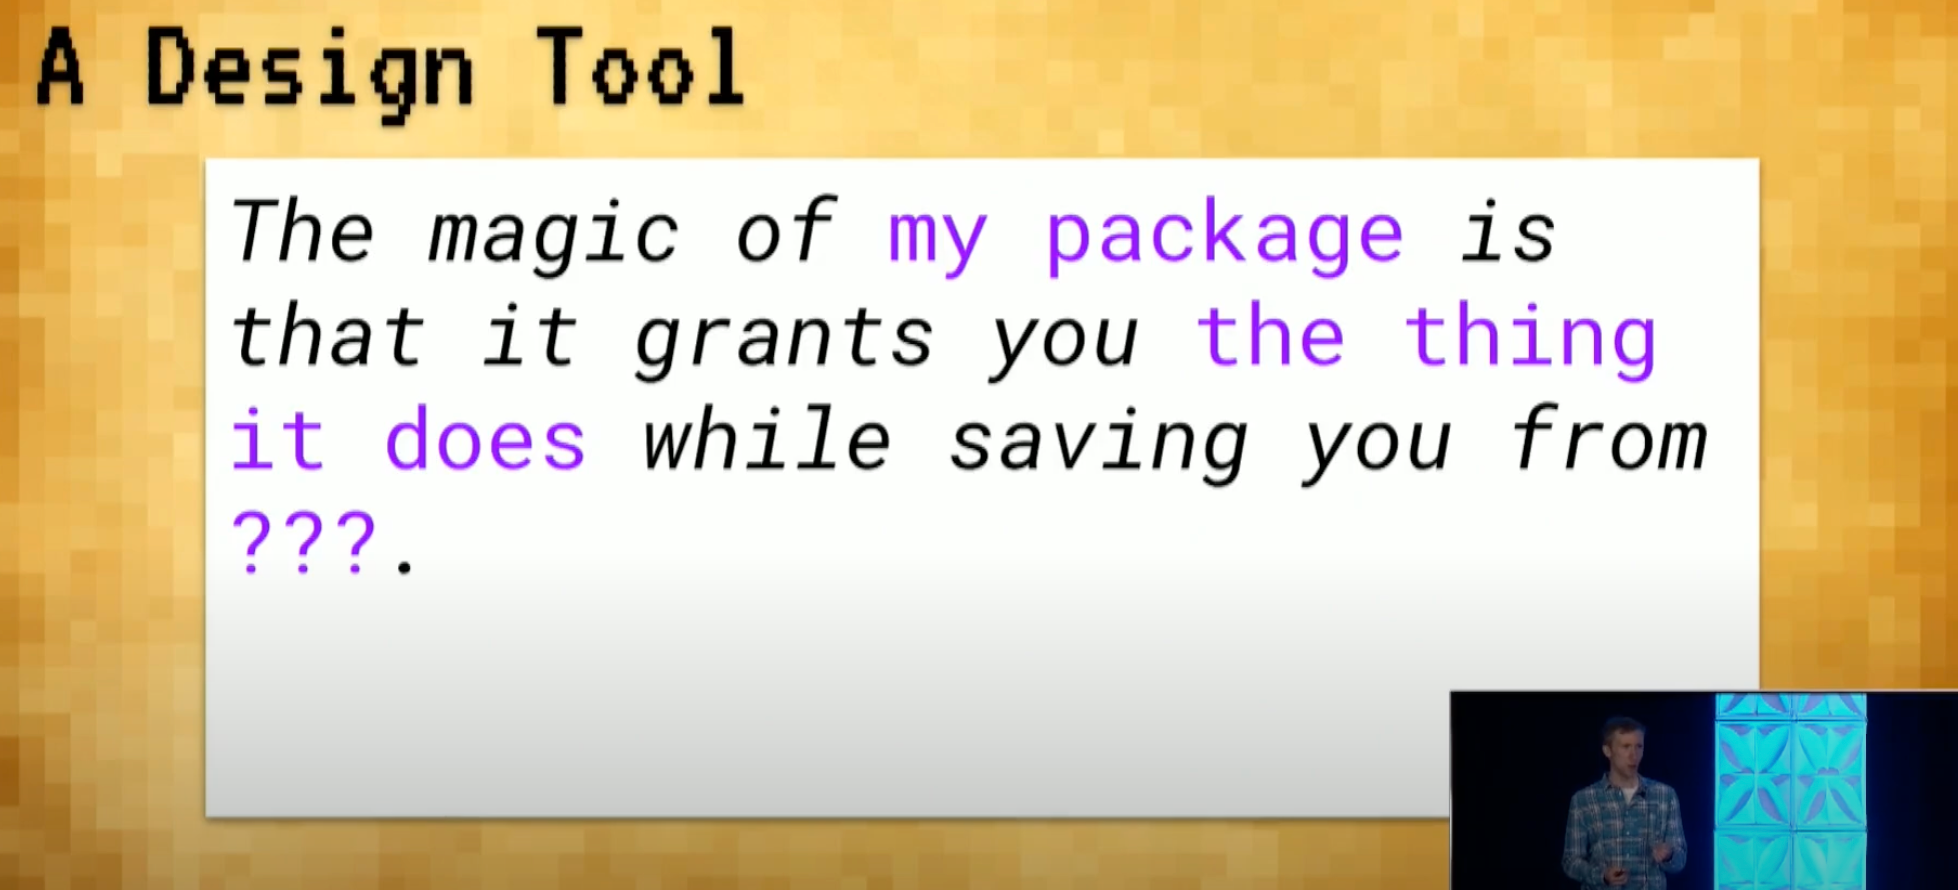 A Design Tool
The magic of my package is
that it grants you the thing
it does while saving you from
???.